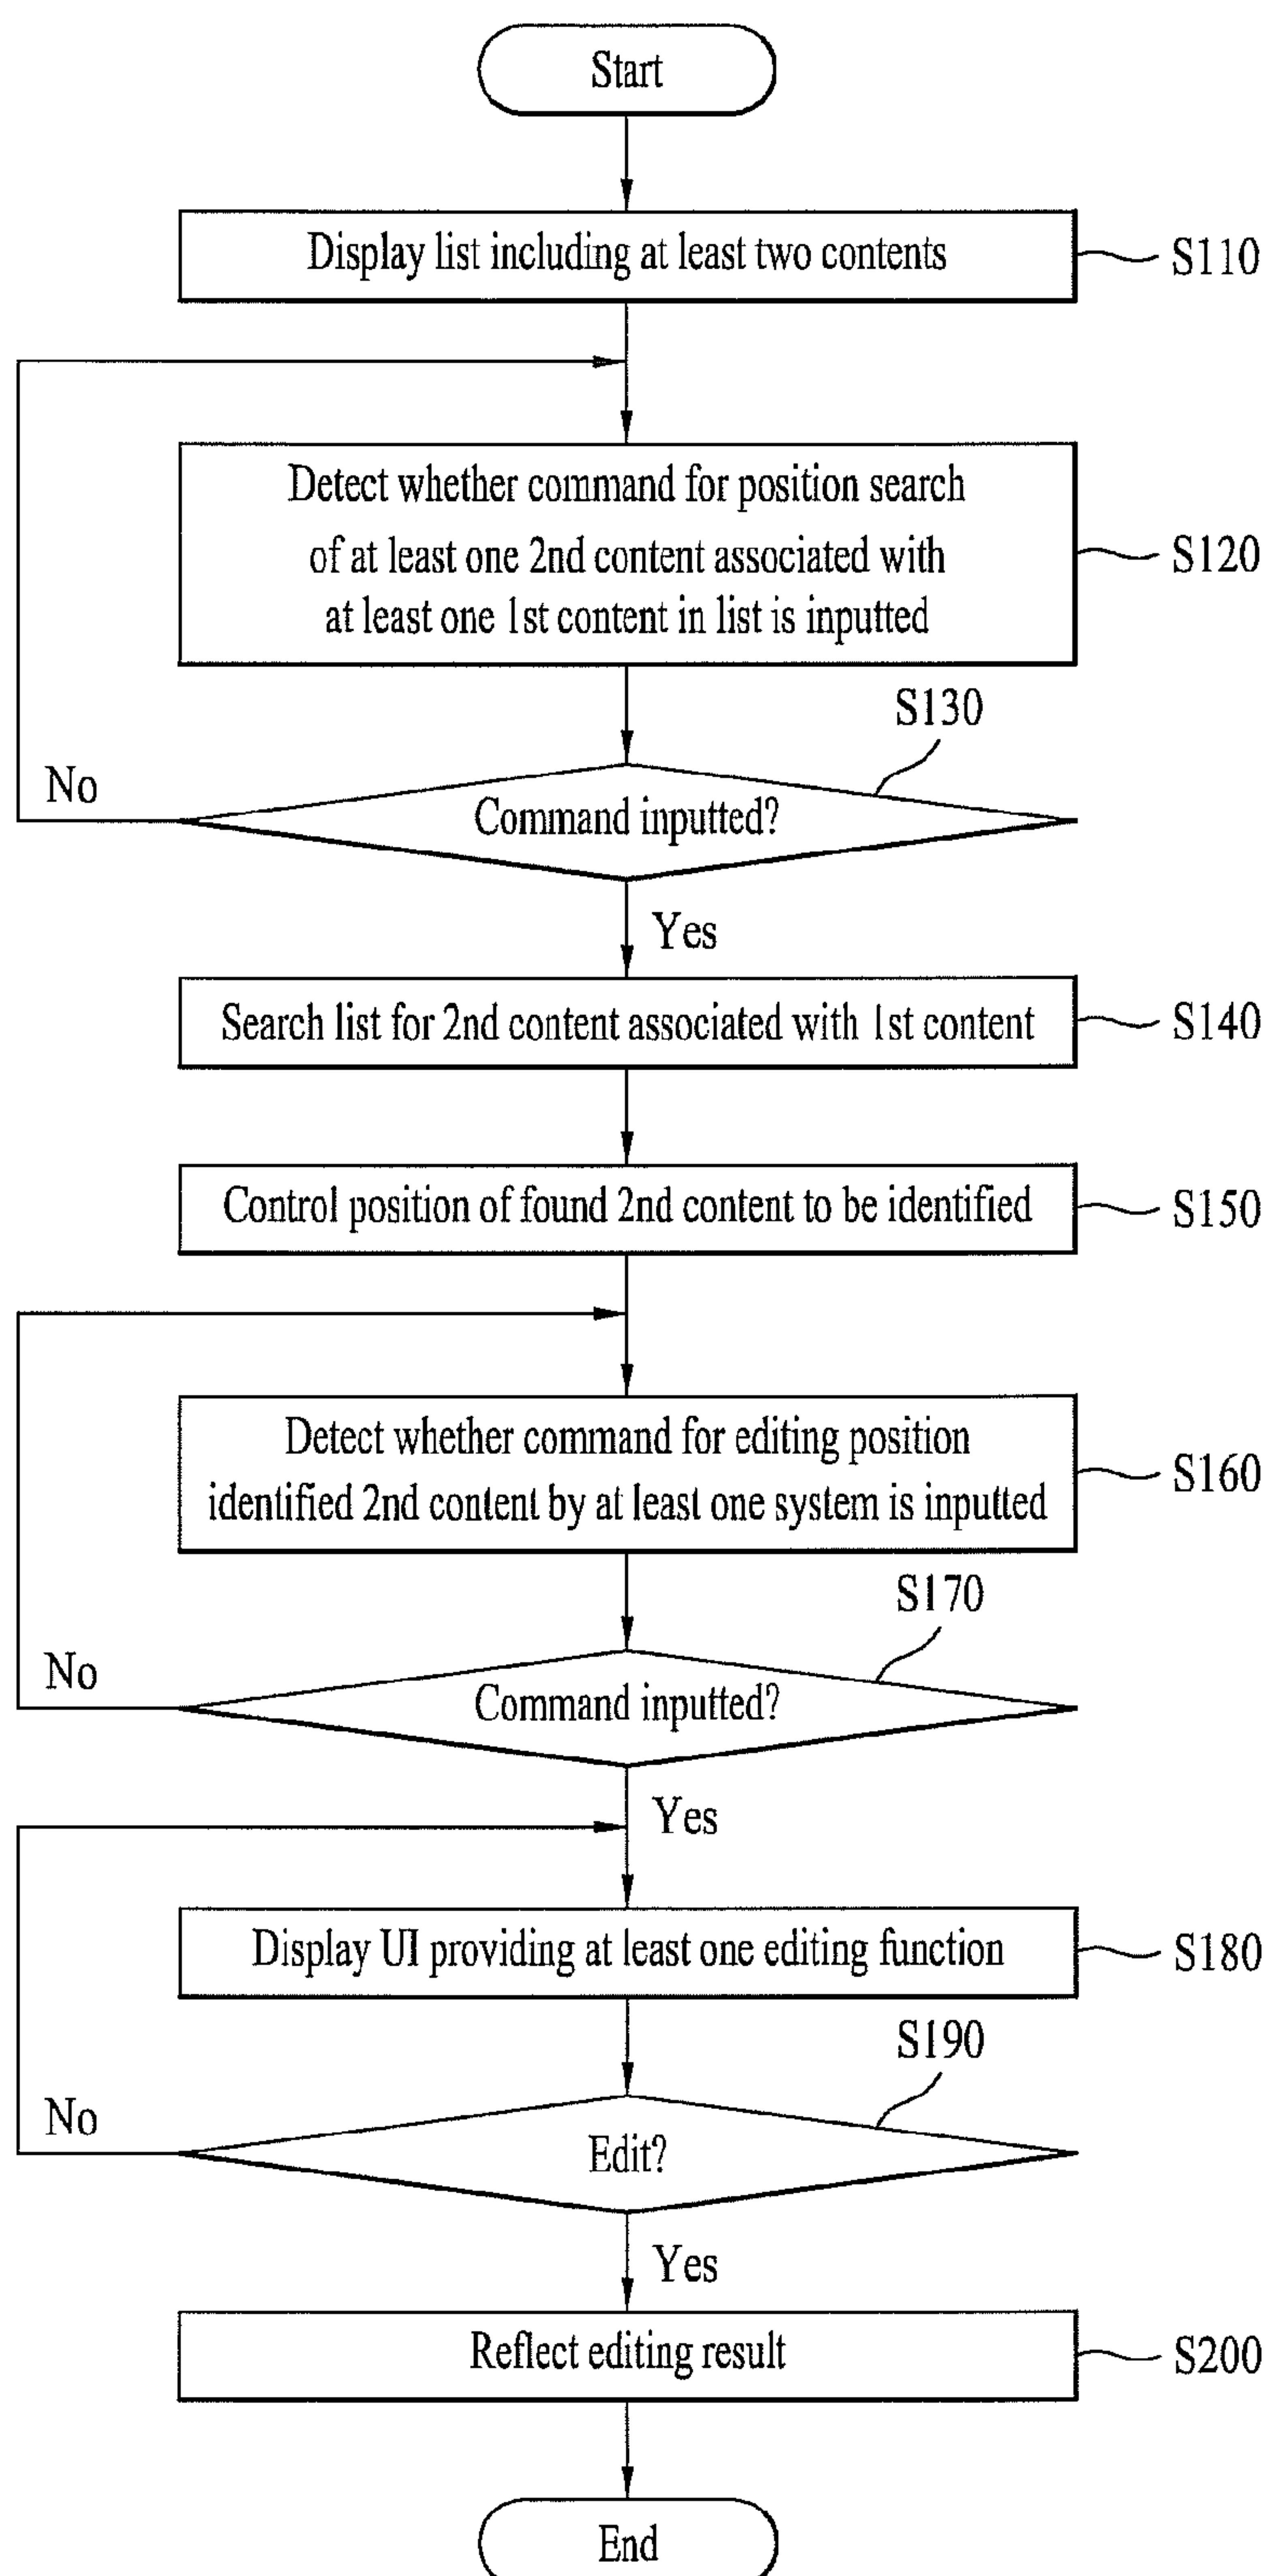 Start
Display list including at least two contents
S110
Detect whether command for position search
of at least one 2nd content associated with
at least one 1st content in list is inputted
S120
S130
No
Command inputted?
Yes
Search list for 2nd content associated with 1st content
S140
Control position of found 2nd content to be identified
S150
Detect whether command for editing position
identified 2nd content by at least one system is inputted
S160
S170
No
Command inputted?
Yes
Display UI providing at least one editing function
S180
S190
No
Edit?
Yes
Reflect editing result
S200
End